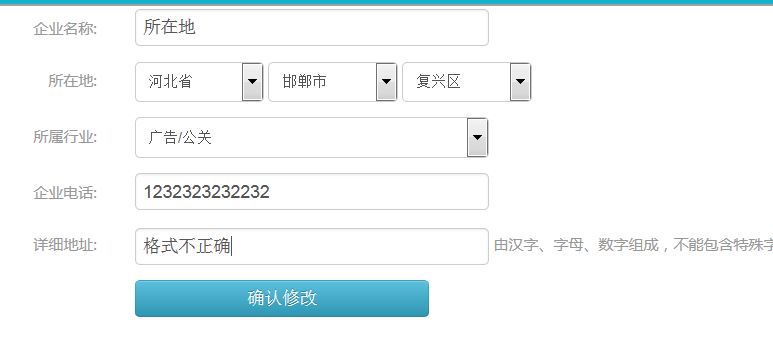 企业名称: 所在地
所在地: 河北省 邯郸市 复兴区
所属行业: 广告/公关
企业电话: 1232323232232
详细地址: 格式不正确 由汉字、字母、数字组成，不能包含特殊字
确认修改